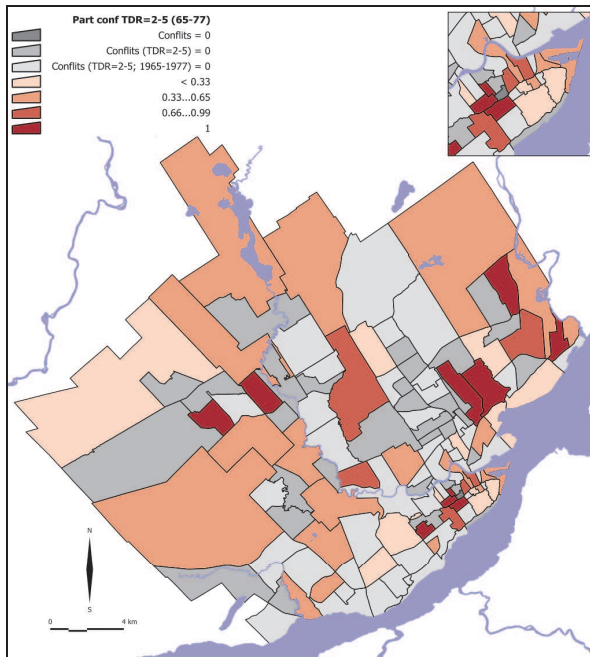 Part conf TDR=2-5 (65-77)
Conflits = 0
Conflits (TDR=2-5) = 0
Conflits (TDR=2-5; 1965-1977) = 0
< 0.33
0.33...0.65
0.66...0.99
1
N
S
0 4 km